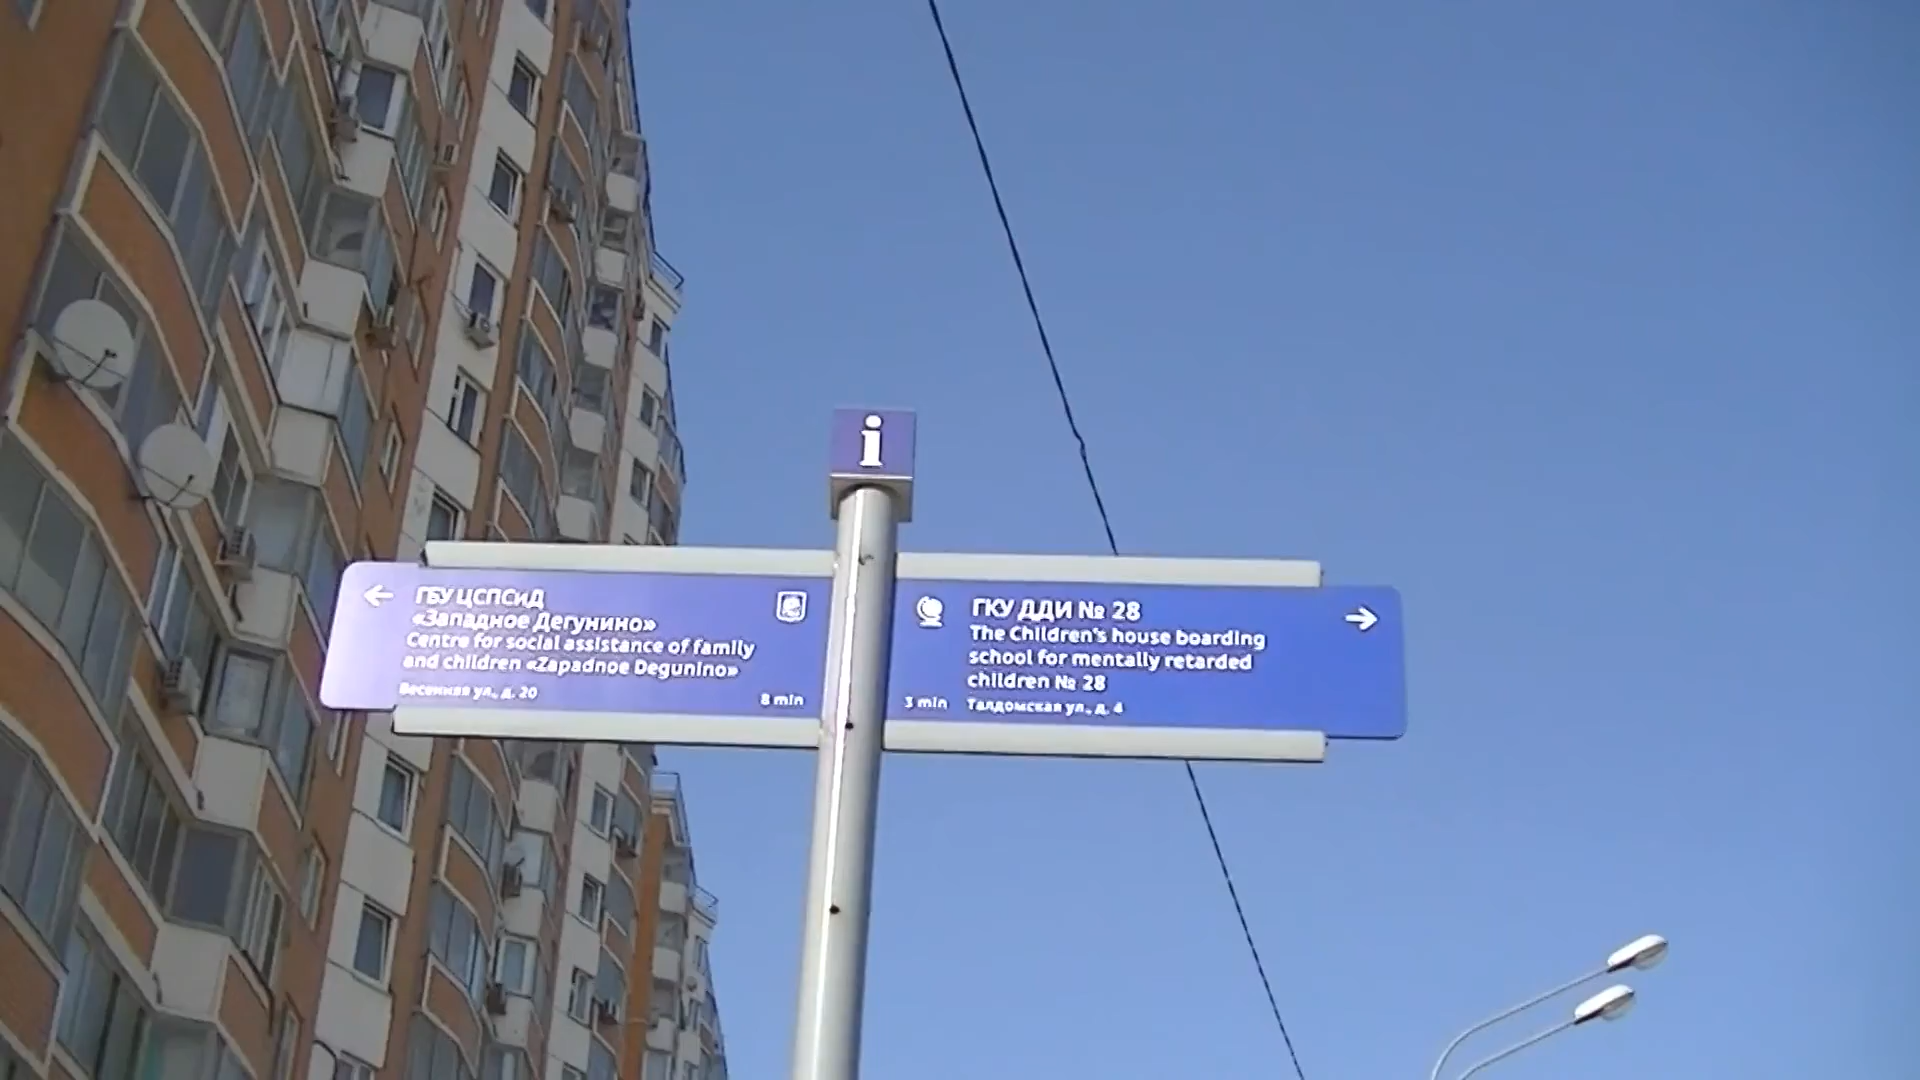 i
ГБУ ЦСПСиД
«Западное Дегунино»
Centre for social assistance of family
and children «Zapadnoe Degunino»
Весенняя ул., д. 20
8 min
ГКУ ДДИ № 28
The Children's house boarding
school for mentally retarded
children № 28
3 min
Талдомская ул., д. 4